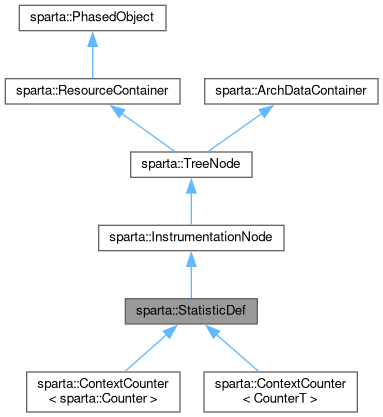 sparta::PhasedObject
sparta::ResourceContainer
sparta::ArchDataContainer
sparta::TreeNode
sparta::InstrumentationNode
sparta::StatisticDef
sparta::ContextCounter
< sparta::Counter >
sparta::ContextCounter
< CounterT >